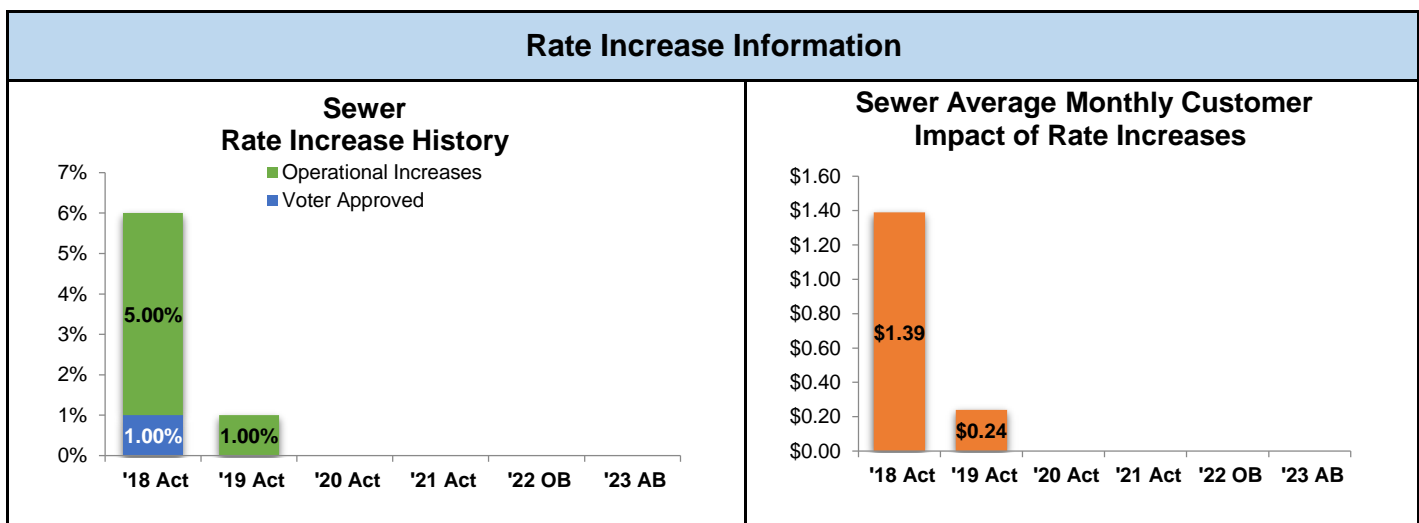 Rate Increase Information
Sewer
Rate Increase History
Operational Increases
Voter Approved
7%
6%
5%
4%
3%
2%
1%
0%
5.00%
1.00%
1.00%
'18 Act '19 Act '20 Act '21 Act '22 OB '23 AB
Sewer Average Monthly Customer
Impact of Rate Increases
$1.60
$1.40
$1.20
$1.00
$0.80
$0.60
$0.40
$0.20
$0.00
$1.39
$0.24
'18 Act '19 Act '20 Act '21 Act '22 OB '23 AB